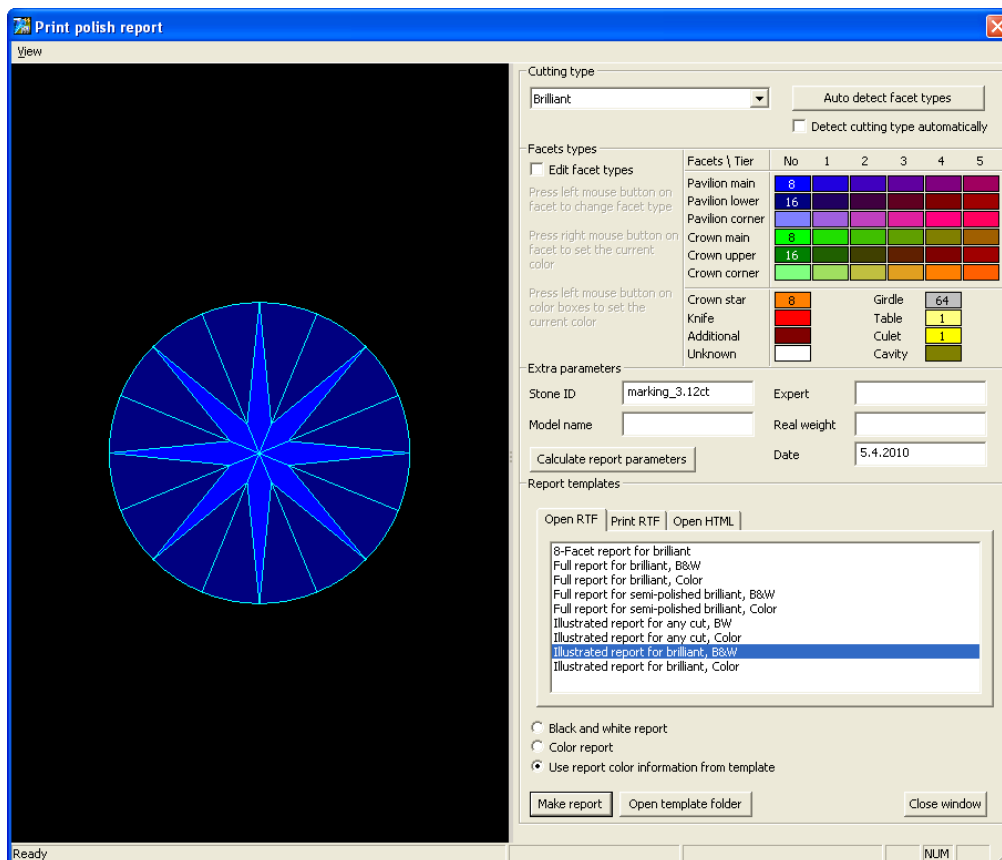 Print polish report
View
Cutting type
Brilliant
Auto detect facet types
Detect cutting type automatically
Facets types
Edit facet types
Press left mouse button on
facet to change facet type
Press right mouse button on
facet to set the current
color
Press left mouse button on
color boxes to set the
current color
Facets \ Tier No 1 2 3 4 5
Pavilion main 8
Pavilion lower 16
Pavilion corner
Crown main 8
Crown upper 16
Crown corner
Crown star 8 Girdle 64
Knife Table 1
Additional Culet 1
Unknown Cavity
Extra parameters
Stone ID marking_3.12ct Expert
Model name Real weight
Calculate report parameters Date 5.4.2010
Report templates
Open RTF Print RTF Open HTML
8-Facet report for brilliant
Full report for brilliant, B&W
Full report for brilliant, Color
Full report for semi-polished brilliant, B&W
Full report for semi-polished brilliant, Color
Illustrated report for any cut, BW
Illustrated report for any cut, Color
Illustrated report for brilliant, B&W
Illustrated report for brilliant, Color
Black and white report
Color report
Use report color information from template
Make report Open template folder Close window
Ready NUM